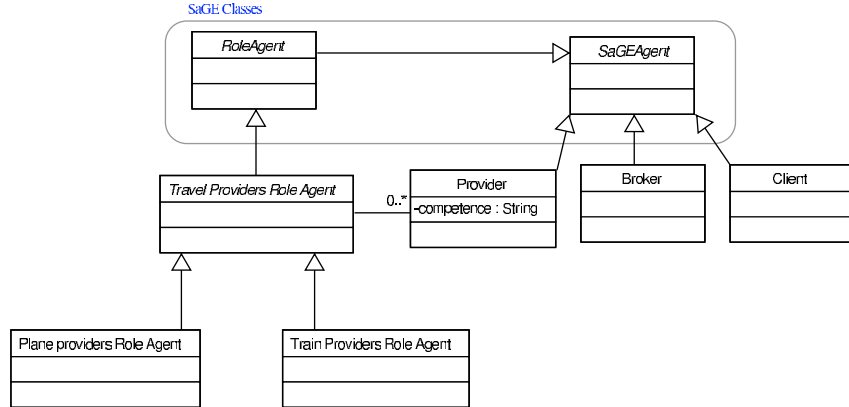 SaGE Classes
RoleAgent
SaGEAgent
Travel Providers Role Agent
Provider
Broker
Client
0..*
-competence : String
Plane providers Role Agent
Train Providers Role Agent